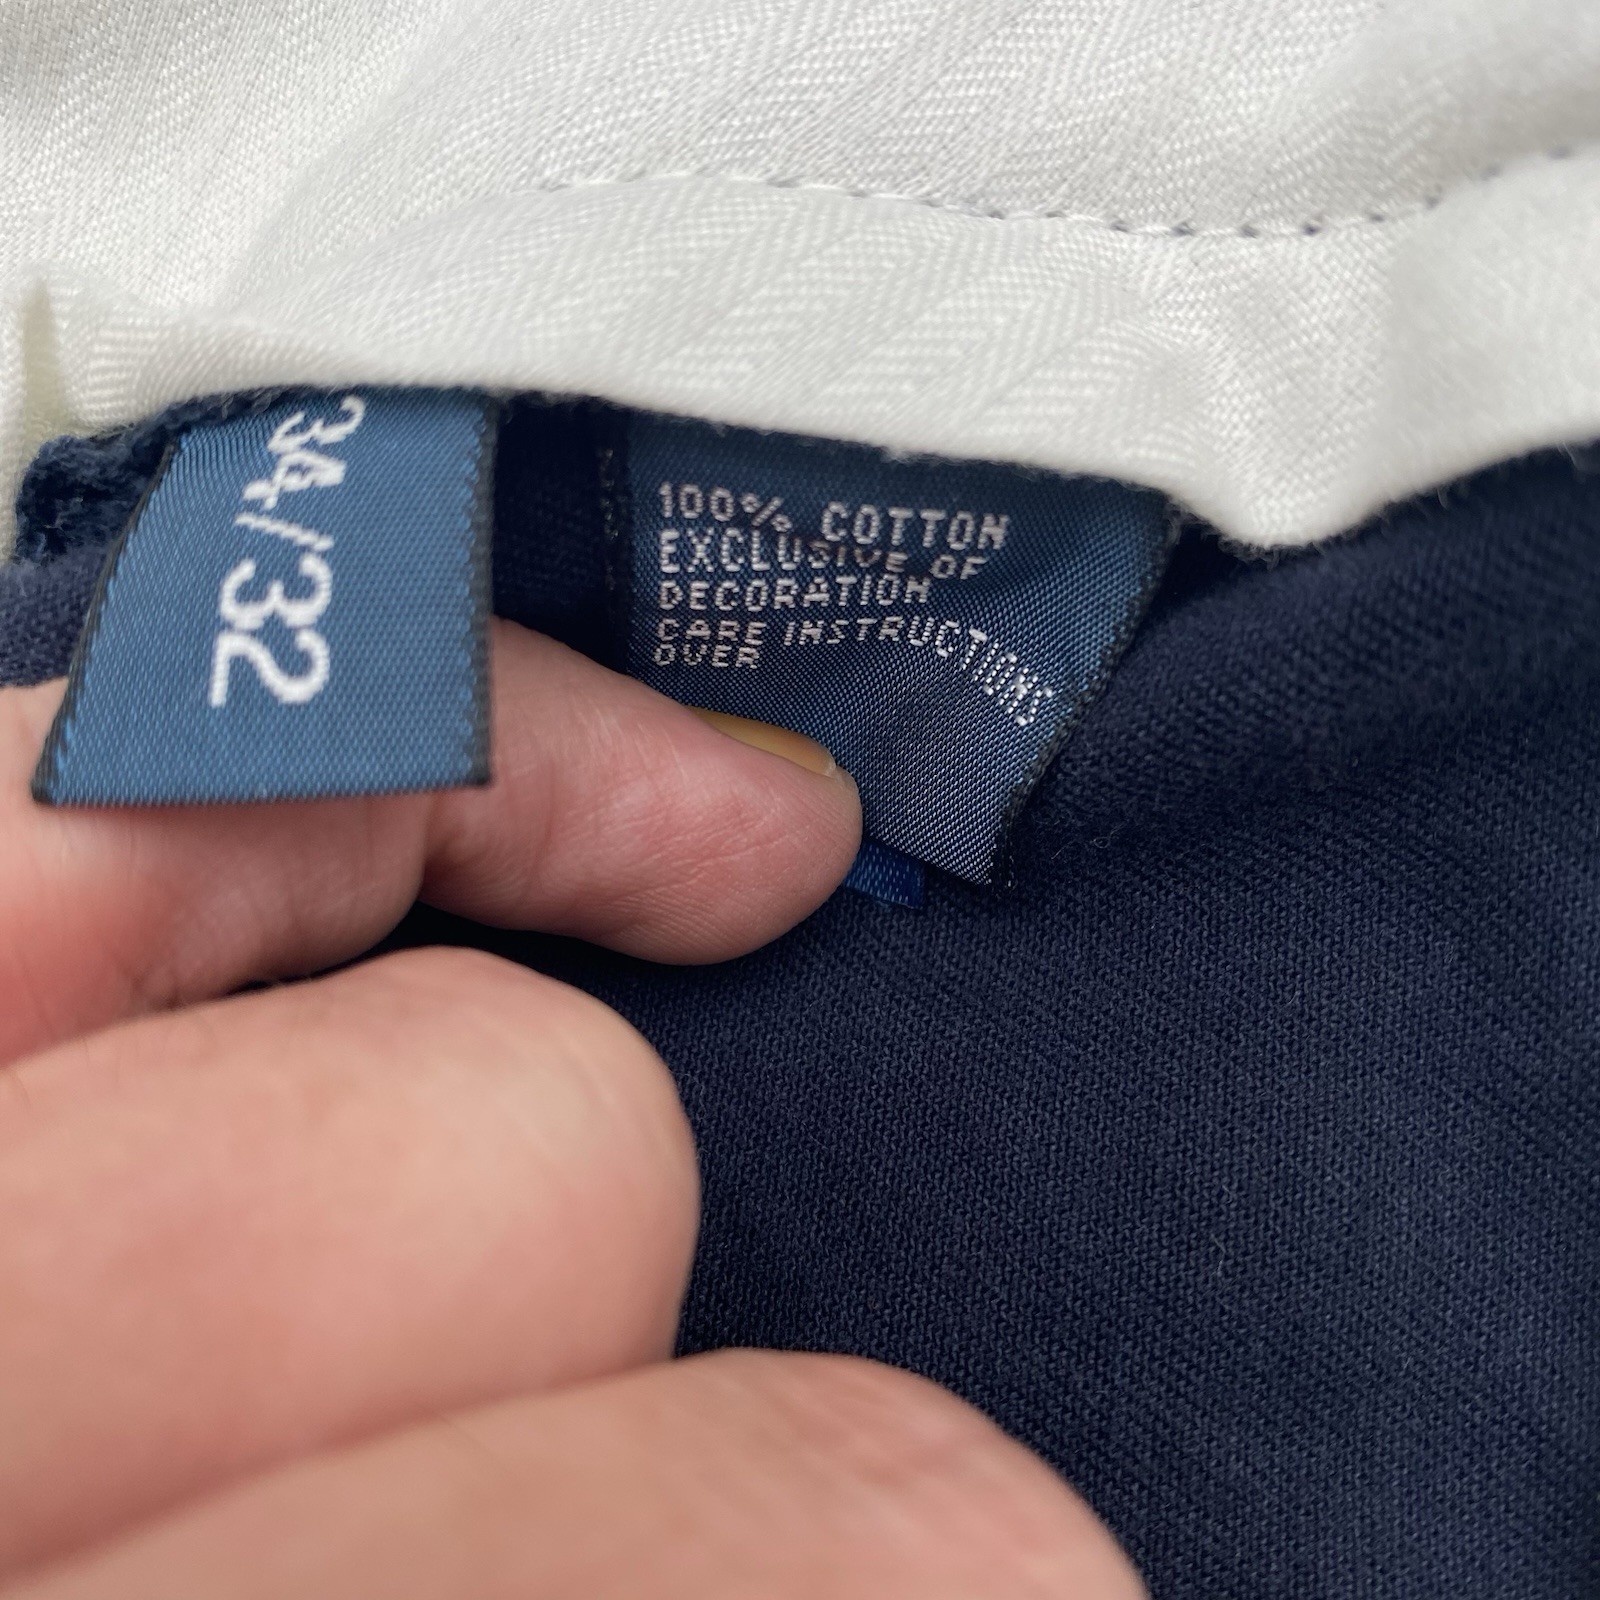 34/32
100% COTTON
EXCLUSIVE OF
DECORATION
CARE INSTRUCTIONS
OVER